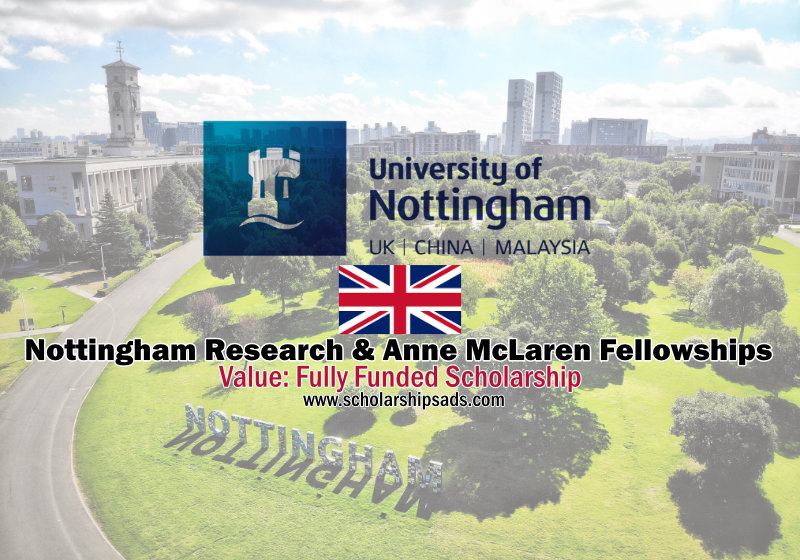 University of
Nottingham
UK | CHINA | MALAYSIA
Nottingham Research & Anne McLaren Fellowships
Value: Fully Funded Scholarship
www.scholarshipsads.com
NOTTINGHAM